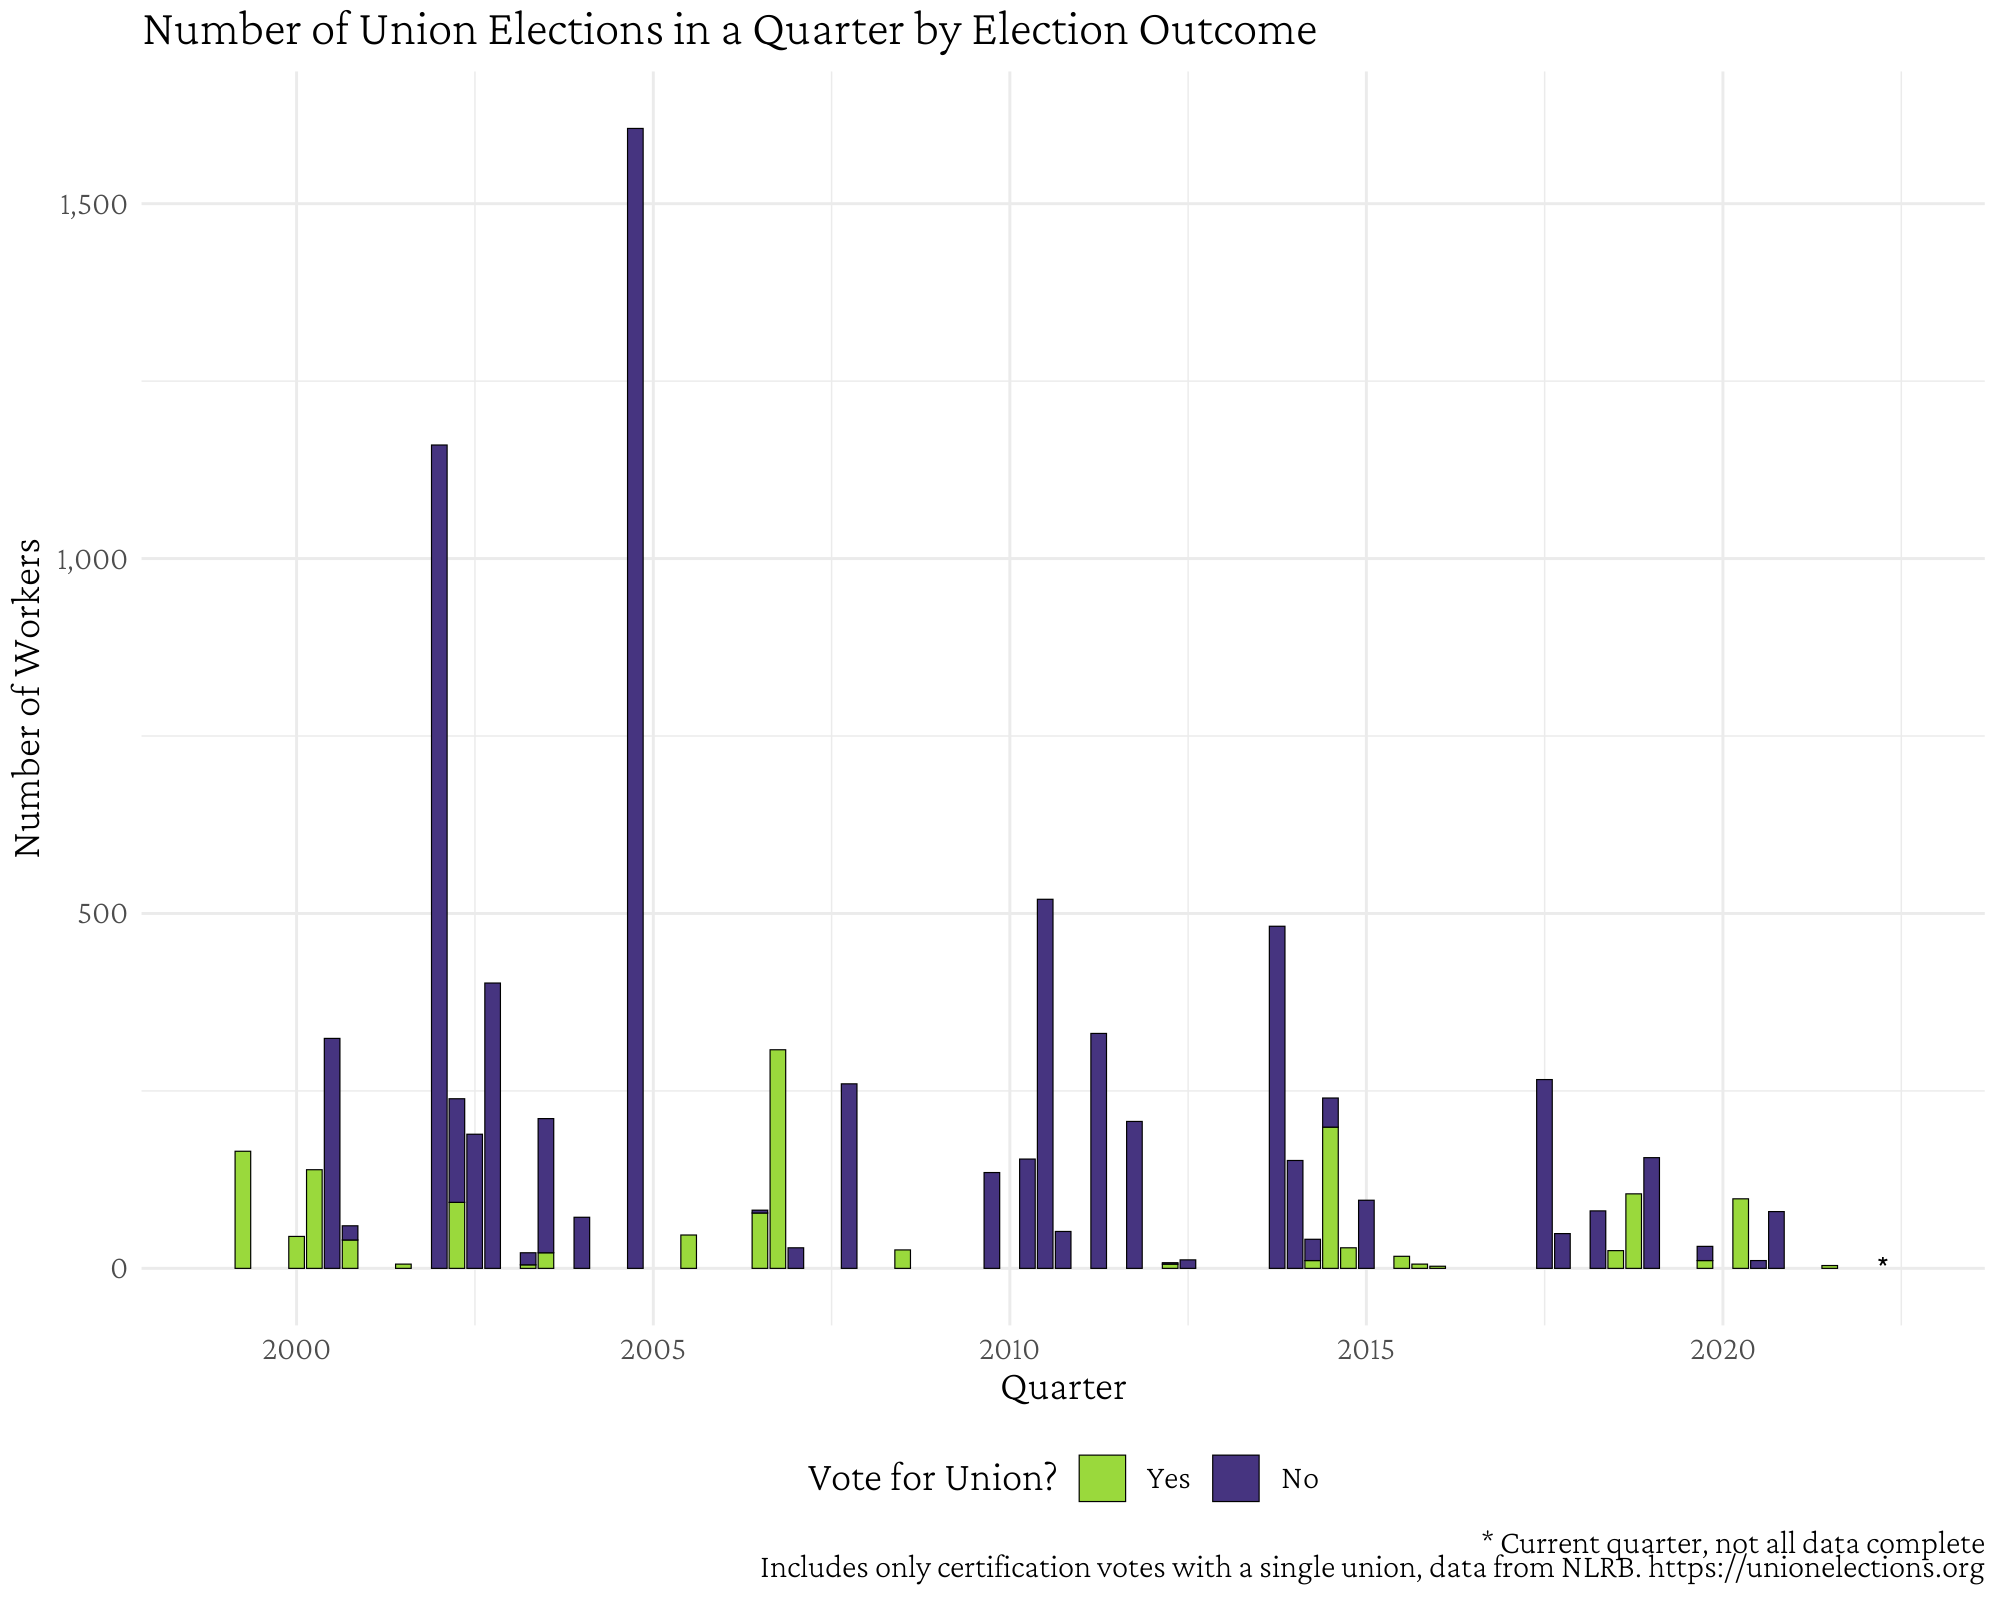 Number of Union Elections in a Quarter by Election Outcome
Number of Workers
1,500
1,000
500
0
*
2000 2005 2010 2015 2020
Quarter
Vote for Union? Yes No
* Current quarter, not all data complete
Includes only certification votes with a single union, data from NLRB. https://unionelections.org